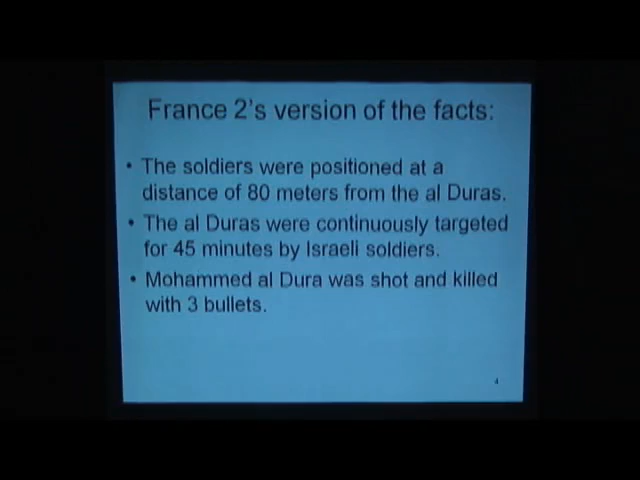 France 2's version of the facts:
• The soldiers were positioned at a
distance of 80 meters from the al Duras.
• The al Duras were continuously targeted
for 45 minutes by Israeli soldiers.
• Mohammed al Dura was shot and killed
with 3 bullets.
4